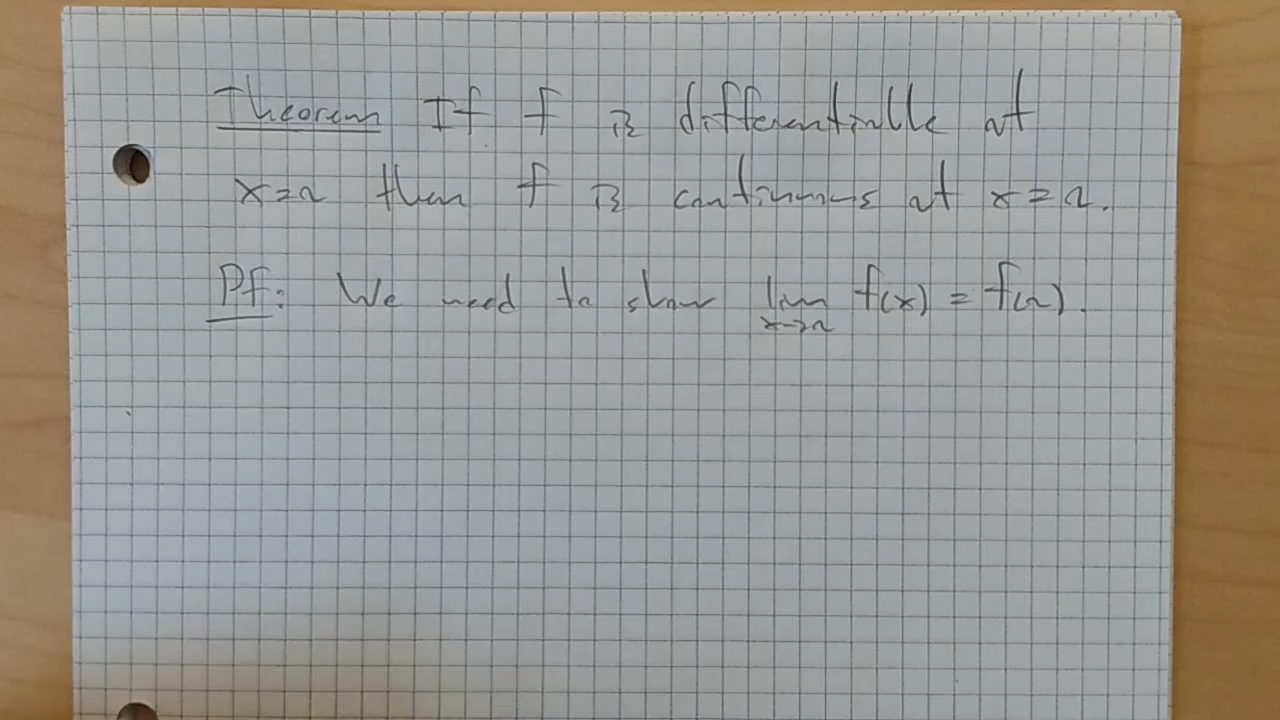 Theorem If f is differentiable at
x=a then f is continuous at x=a.
Pf: We need to show lim x→a f(x) = f(a).